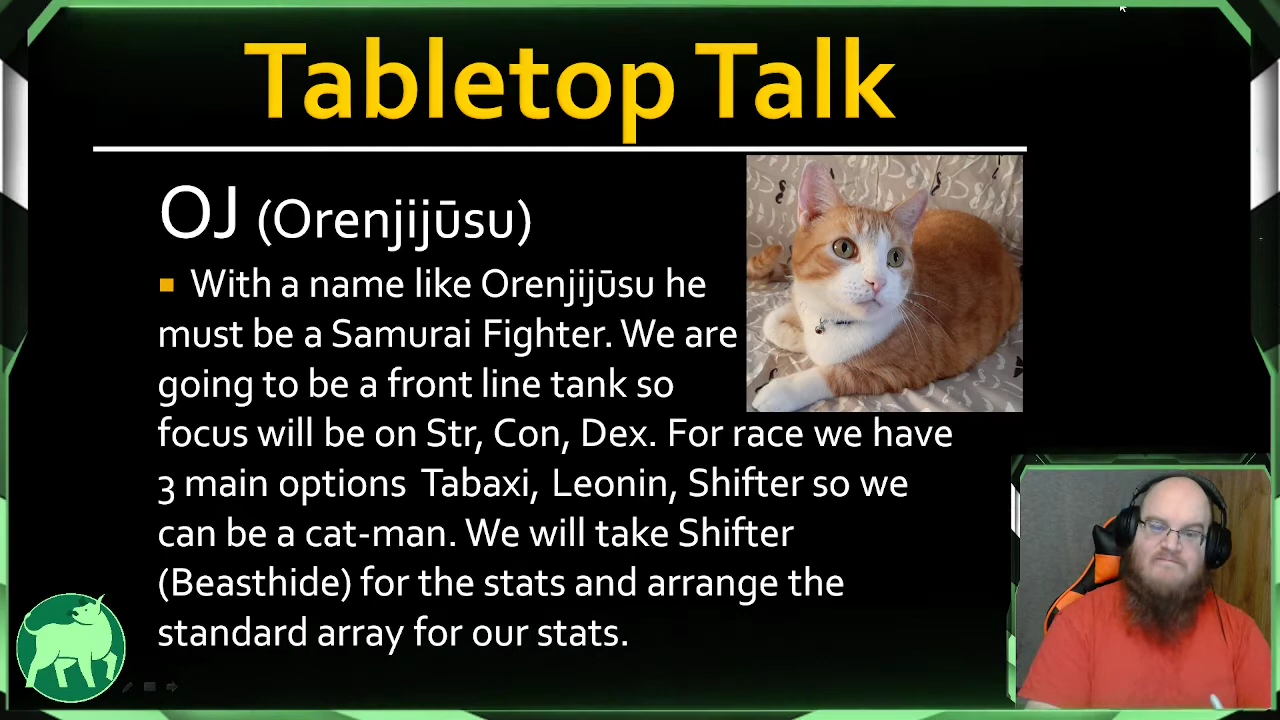 Tabletop Talk
OJ (Orenjijūsu)
With a name like Orenjijūsu he
must be a Samurai Fighter. We are
going to be a front line tank so
focus will be on Str, Con, Dex. For race we have
3 main options Tabaxi, Leonin, Shifter so we
can be a cat-man. We will take Shifter
(Beasthide) for the stats and arrange the
standard array for our stats.